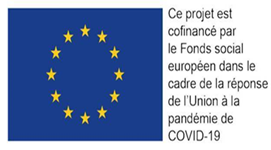 Ce projet est
cofinancé par
le Fonds social
européen dans le
cadre de la réponse
de l'Union à la
pandémie de
COVID-19